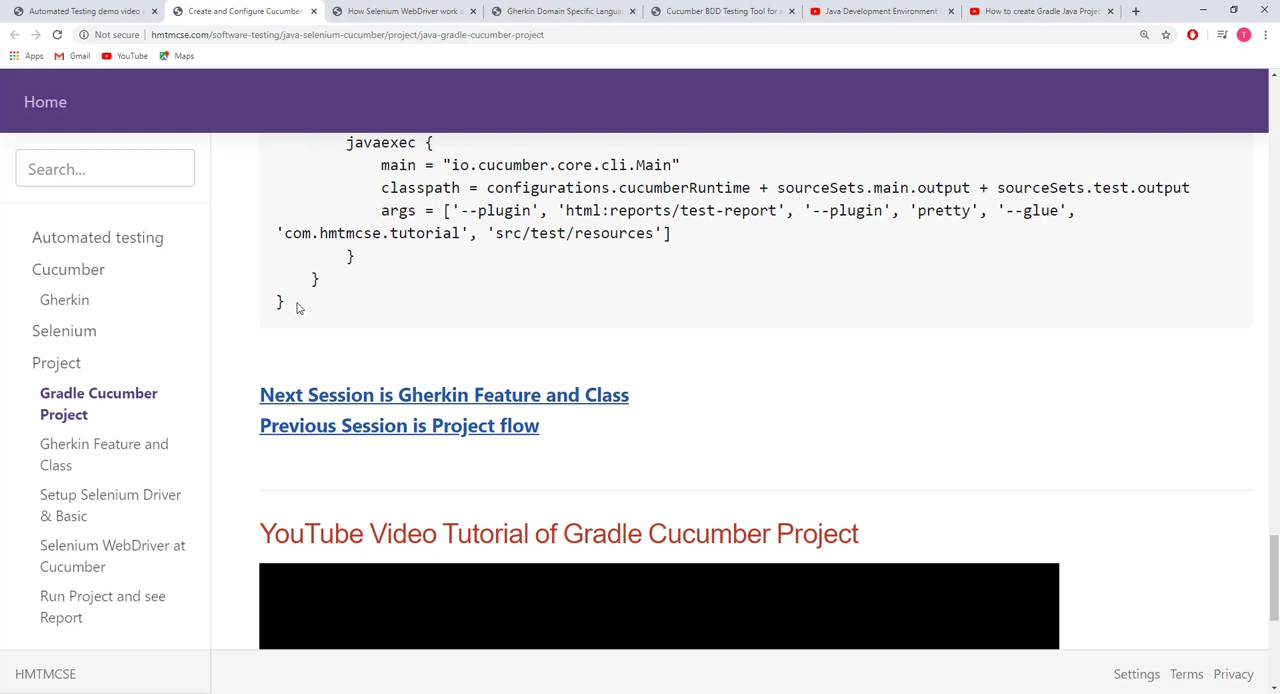 Automated Testing demo video a
Create and Configure Cucumber
How Selenium WebDriver work a
Gherkin Domain Specific Langua
Cucumber BDD Testing Tool for a
Java Development Environment
How to create Gradle Java Projec
Not secure | hmtmcse.com/software-testing/java-selenium-cucumber/project/java-gradle-cucumber-project
T
Apps
Gmail
YouTube
Maps
Home
Search...
Automated testing
Cucumber
Gherkin
Selenium
Project
Gradle Cucumber
Project
Gherkin Feature and
Class
Setup Selenium Driver
& Basic
Selenium WebDriver at
Cucumber
Run Project and see
Report
HMTMCSE
javaexec {
main = "io.cucumber.core.cli.Main"
classpath = configurations.cucumberRuntime + sourceSets.main.output + sourceSets.test.output
args = ['--plugin', 'html:reports/test-report', '--plugin', 'pretty', '--glue',
'com.hmtmcse.tutorial', 'src/test/resources']
}
}
}
Next Session is Gherkin Feature and Class
Previous Session is Project flow
YouTube Video Tutorial of Gradle Cucumber Project
Settings Terms Privacy